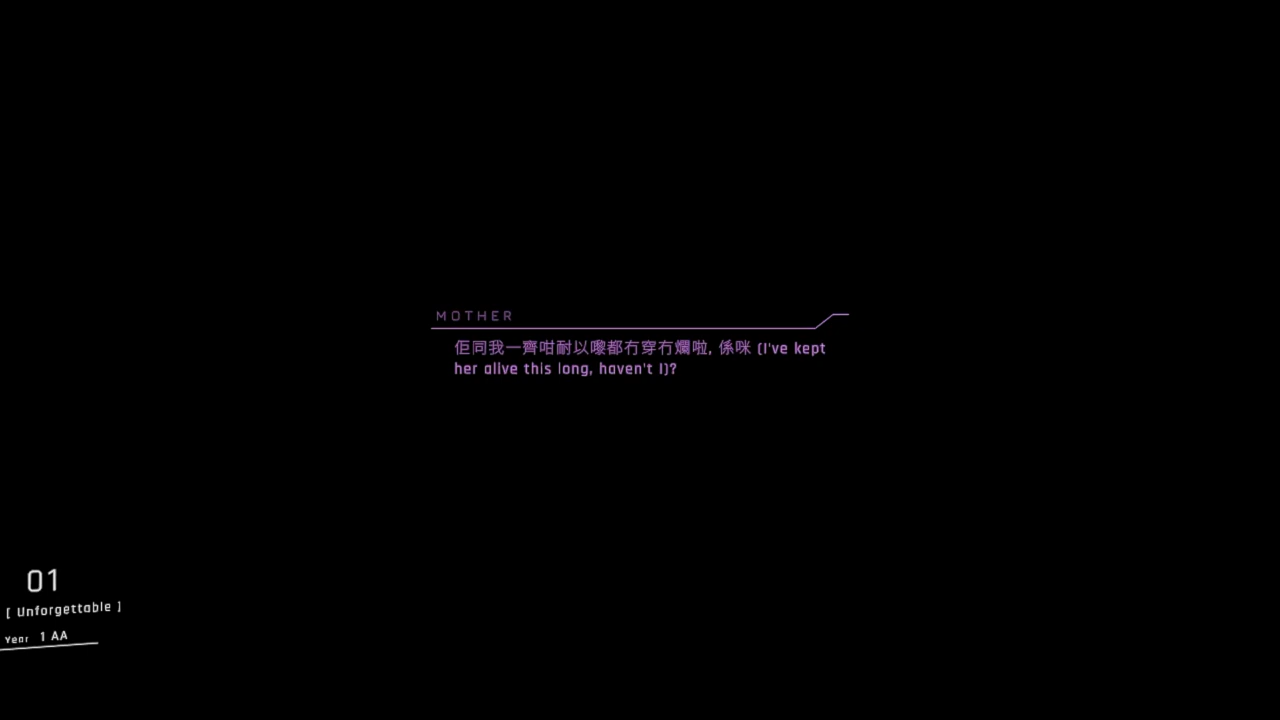 MOTHER
佢同我一齊咁耐以嚟都冇穿冇爛啦, 係咪 (I've kept
her alive this long, haven't I)?
01
[ Unforgettable ]
Year 1 AA